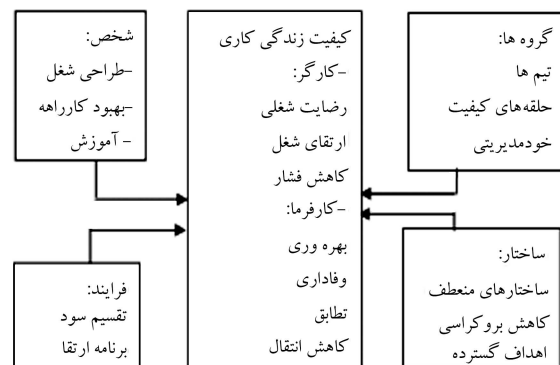 گروه ها:
تیم ها
حلقه‌های کیفیت
خودمدیریتی
کیفیت زندگی کاری
-کارگر:
رضایت شغلی
ارتقای شغل
کاهش فشار
-کارفرما:
بهره وری
وفاداری
تطابق
کاهش انتقال
شخص:
-طراحی شغل
-بهبود کارراهه
- آموزش
ساختار:
ساختارهای منعطف
کاهش بروکراسی
اهداف گسترده
فرایند:
تقسیم سود
برنامه ارتقا